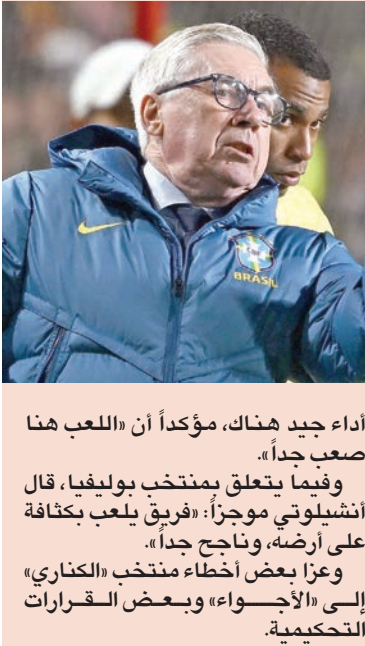 BRASIL
أداء جيد هناك، مؤكداً أن «اللعب هنا
صعب جداً».
وفيما يتعلق بمنتخب بوليفيا، قال
أنشيلوتي موجزاً: «فريق يلعب بكثافة
على أرضه، وناجح جداً».
وعزا بعض أخطاء منتخب «الكناري»
إلى «الأجواء» وبعض القرارات
التحكيمية.